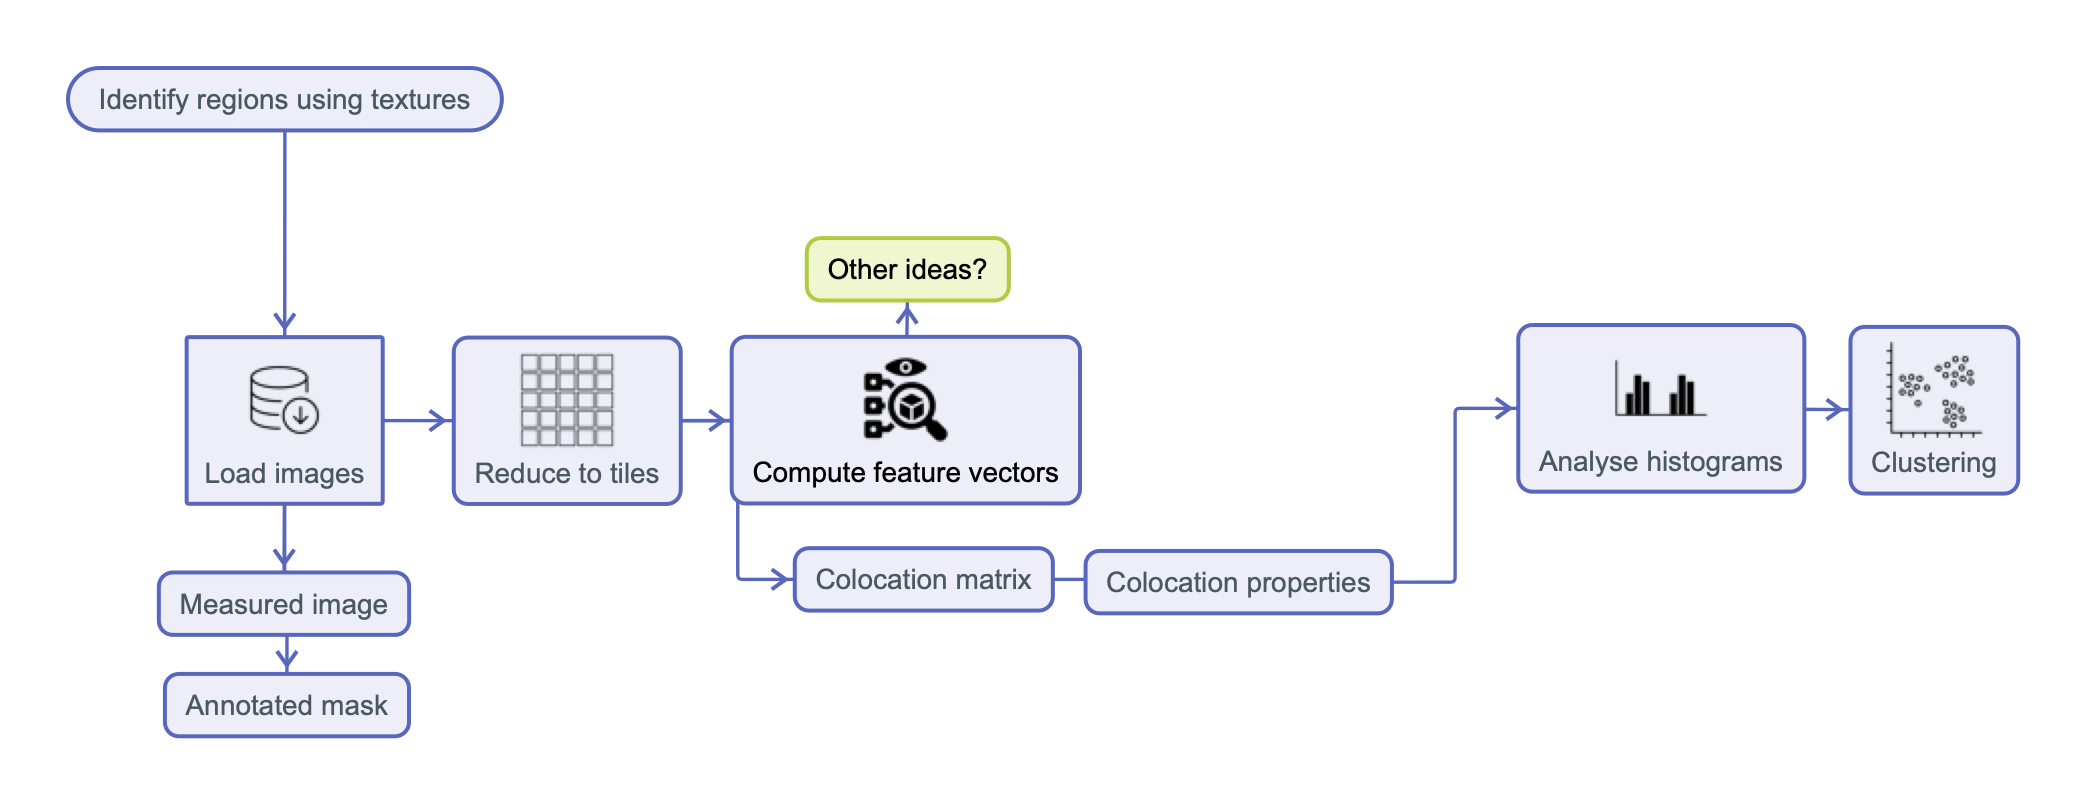 Identify regions using textures
Other ideas?
Load images
Reduce to tiles
Compute feature vectors
Analyse histograms
Clustering
Measured image
Colocation matrix
Colocation properties
Annotated mask